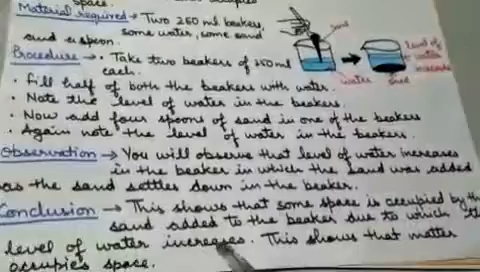 space.
Material required → Two 250 ml beakers,
some water, some sand
and a spoon.
Procedure → • Take two beakers of 250 ml
each.
• Fill half of both the beakers with water.
• Note the level of water in the beakers.
• Now add four spoons of sand in one of the beakers
• Again note the level of water in the beakers.
Observation → You will observe that level of water increases
in the beaker in which the sand was added
as the sand settles down in the beaker.
Conclusion → This shows that some space is occupied by the
sand added to the beaker due to which the
level of water increases. This shows that matter
occupie's space.
sand
water
level of
water
increases
sand